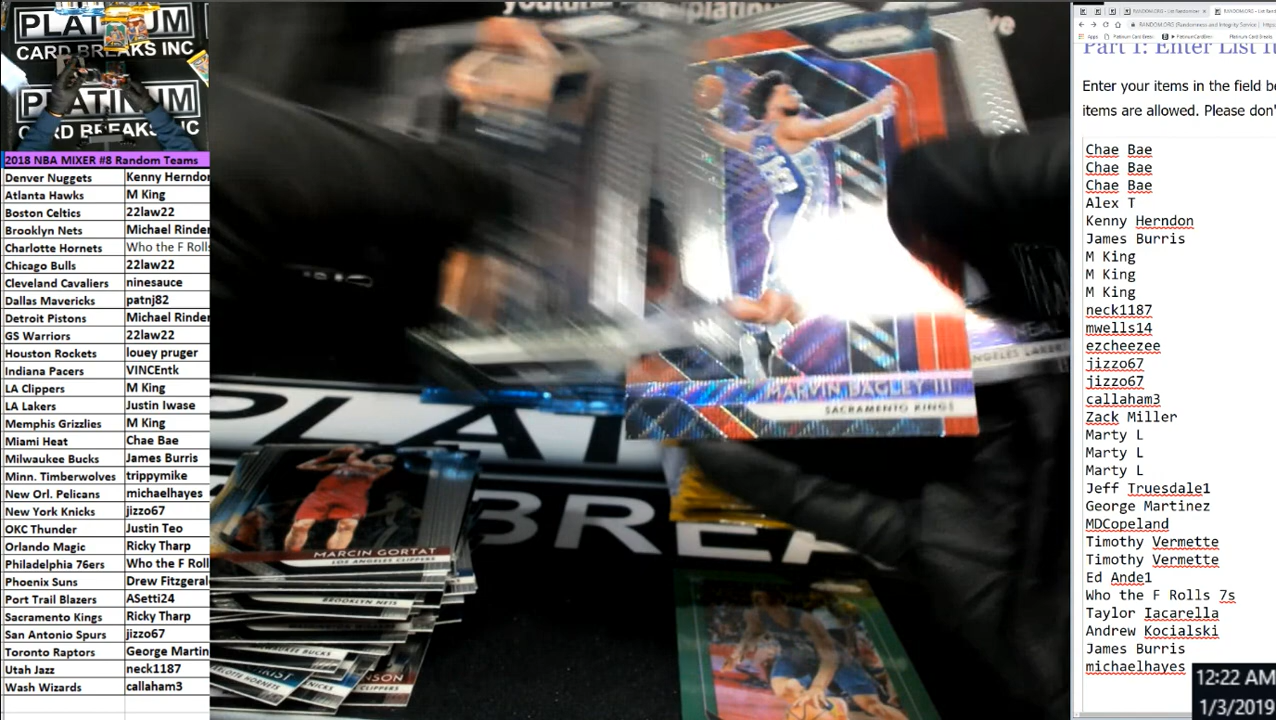 PLATINUM
CARD BREAKS INC
PLATINUM
CARD BREAKS INC
2018 NBA MIXER #8 Random Teams
Denver Nuggets Kenny Herndon
Atlanta Hawks M King
Boston Celtics 22law22
Brooklyn Nets Michael Rinder
Charlotte Hornets Who the F Rolls
Chicago Bulls 22law22
Cleveland Cavaliers ninesauce
Dallas Mavericks patnj82
Detroit Pistons Michael Rinder
GS Warriors 22law22
Houston Rockets louey pruger
Indiana Pacers VINCEntk
LA Clippers M King
LA Lakers Justin Iwase
Memphis Grizzlies M King
Miami Heat Chae Bae
Milwaukee Bucks James Burris
Minn. Timberwolves trippymike
New Orl. Pelicans michaelhayes
New York Knicks jizzo67
OKC Thunder Justin Teo
Orlando Magic Ricky Tharp
Philadelphia 76ers Who the F Roll
Phoenix Suns Drew Fitzgeral
Port Trail Blazers ASetti24
Sacramento Kings Ricky Tharp
San Antonio Spurs jizzo67
Toronto Raptors George Martin
Utah Jazz neck1187
Wash Wizards callaham3
MARVIN BAGLEY III
SACRAMENTO KINGS
MARCIN GORTAT
LOS ANGELES CLIPPERS
BROOKLYN NETS
KNICKS
CLIPPERS
PLAT
BREA
Part 1: Enter List It
Enter your items in the field be
items are allowed. Please don'
Chae Bae
Chae Bae
Chae Bae
Alex T
Kenny Herndon
James Burris
M King
M King
M King
neck1187
mwells14
ezcheezee
jizzo67
jizzo67
callaham3
Zack Miller
Marty L
Marty L
Marty L
Jeff Truesdale1
George Martinez
MDCopeland
Timothy Vermette
Timothy Vermette
Ed Ande1
Who the F Rolls 7s
Taylor Iacarella
Andrew Kocialski
James Burris
michaelhayes
12:22 AM
1/3/2019